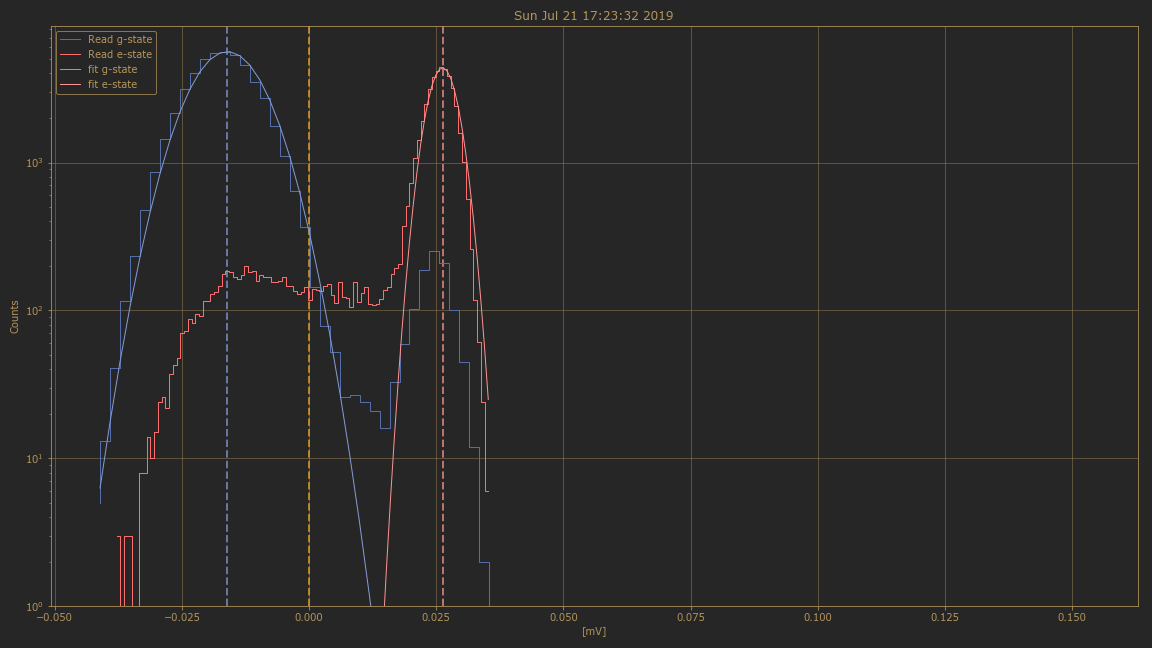 Sun Jul 21 17:23:32 2019
Read g-state
Read e-state
fit g-state
fit e-state
10³
10²
10¹
10⁰
Counts
−0.050 −0.025 0.000 0.025 0.050 0.075 0.100 0.125 0.150
[mV]